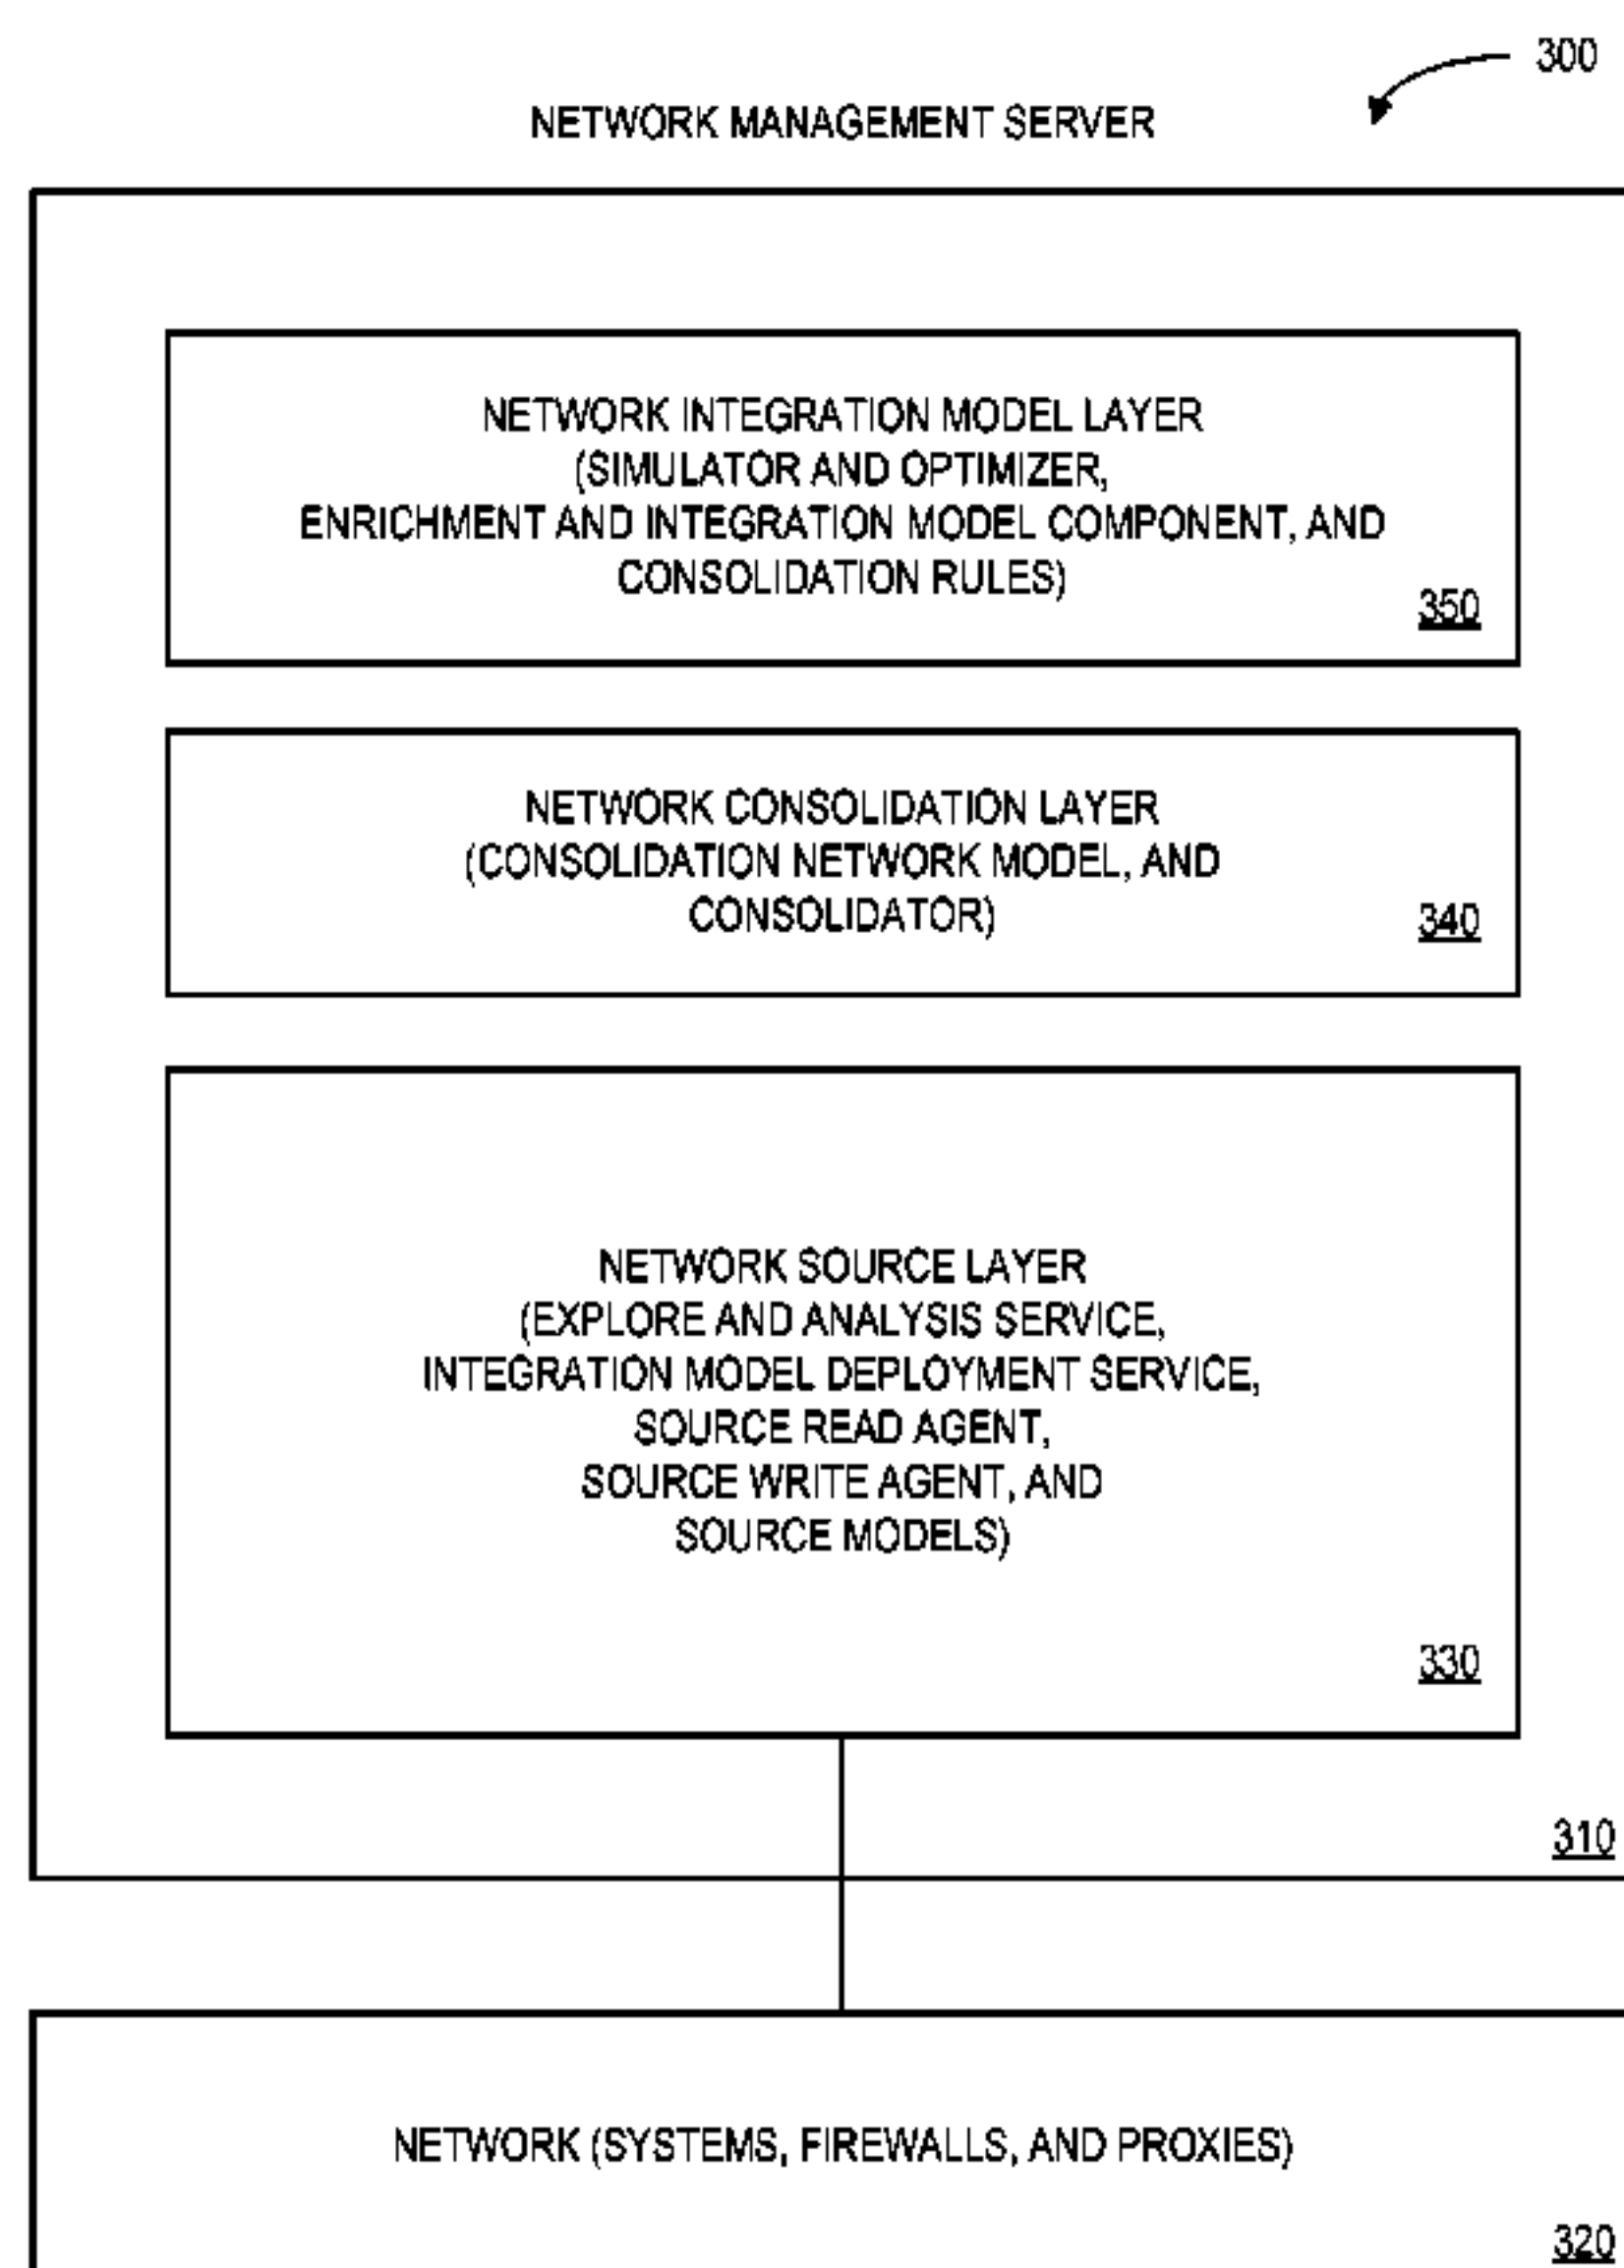 300
NETWORK MANAGEMENT SERVER
NETWORK INTEGRATION MODEL LAYER
(SIMULATOR AND OPTIMIZER,
ENRICHMENT AND INTEGRATION MODEL COMPONENT, AND
CONSOLIDATION RULES)
350
NETWORK CONSOLIDATION LAYER
(CONSOLIDATION NETWORK MODEL, AND
CONSOLIDATOR)
340
NETWORK SOURCE LAYER
(EXPLORE AND ANALYSIS SERVICE,
INTEGRATION MODEL DEPLOYMENT SERVICE,
SOURCE READ AGENT,
SOURCE WRITE AGENT, AND
SOURCE MODELS)
330
310
NETWORK (SYSTEMS, FIREWALLS, AND PROXIES)
320